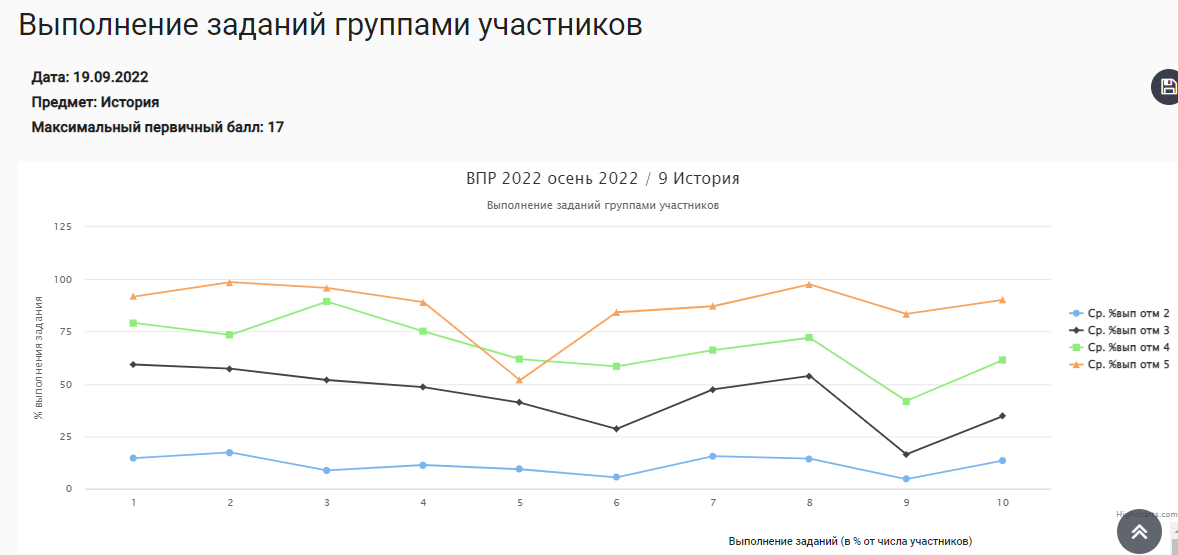 Выполнение заданий группами участников
Дата: 19.09.2022
Предмет: История
Максимальный первичный балл: 17
ВПР 2022 осень 2022 / 9 История
Выполнение заданий группами участников
% выполнения задания
125
100
75
50
25
0
1 2 3 4 5 6 7 8 9 10
Ср. %вып отм 2
Ср. %вып отм 3
Ср. %вып отм 4
Ср. %вып отм 5
Выполнение заданий (в % от числа участников)